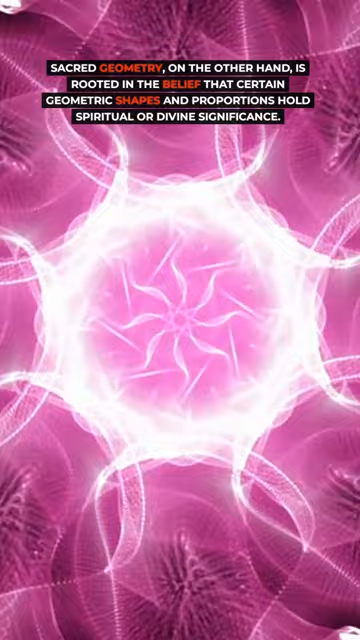 SACRED GEOMETRY, ON THE OTHER HAND, IS
ROOTED IN THE BELIEF THAT CERTAIN
GEOMETRIC SHAPES AND PROPORTIONS HOLD
SPIRITUAL OR DIVINE SIGNIFICANCE.